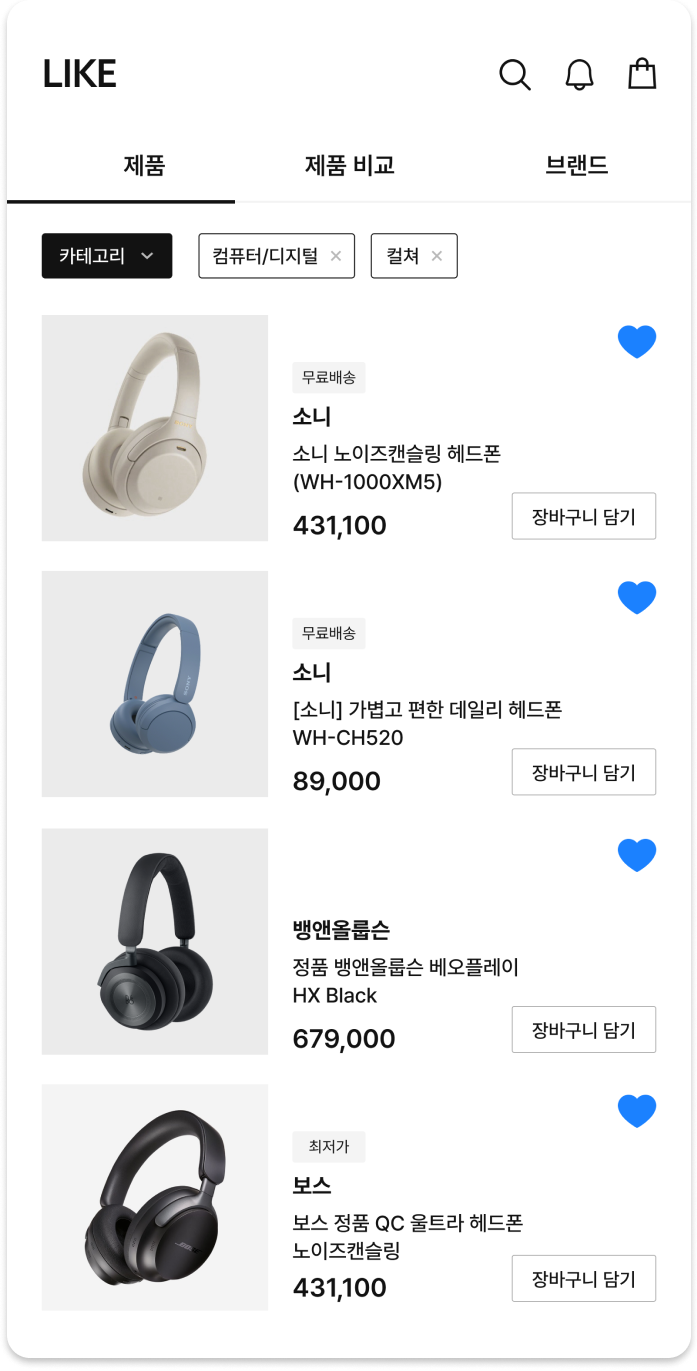 LIKE
제품 제품 비교 브랜드
카테고리 컴퓨터/디지털 컬쳐
무료배송
소니
소니 노이즈캔슬링 헤드폰
(WH-1000XM5)
431,100
장바구니 담기
무료배송
소니
[소니] 가볍고 편한 데일리 헤드폰
WH-CH520
89,000
장바구니 담기
뱅앤올룹슨
정품 뱅앤올룹슨 베오플레이
HX Black
679,000
장바구니 담기
최저가
보스
보스 정품 QC 울트라 헤드폰
노이즈캔슬링
431,100
장바구니 담기